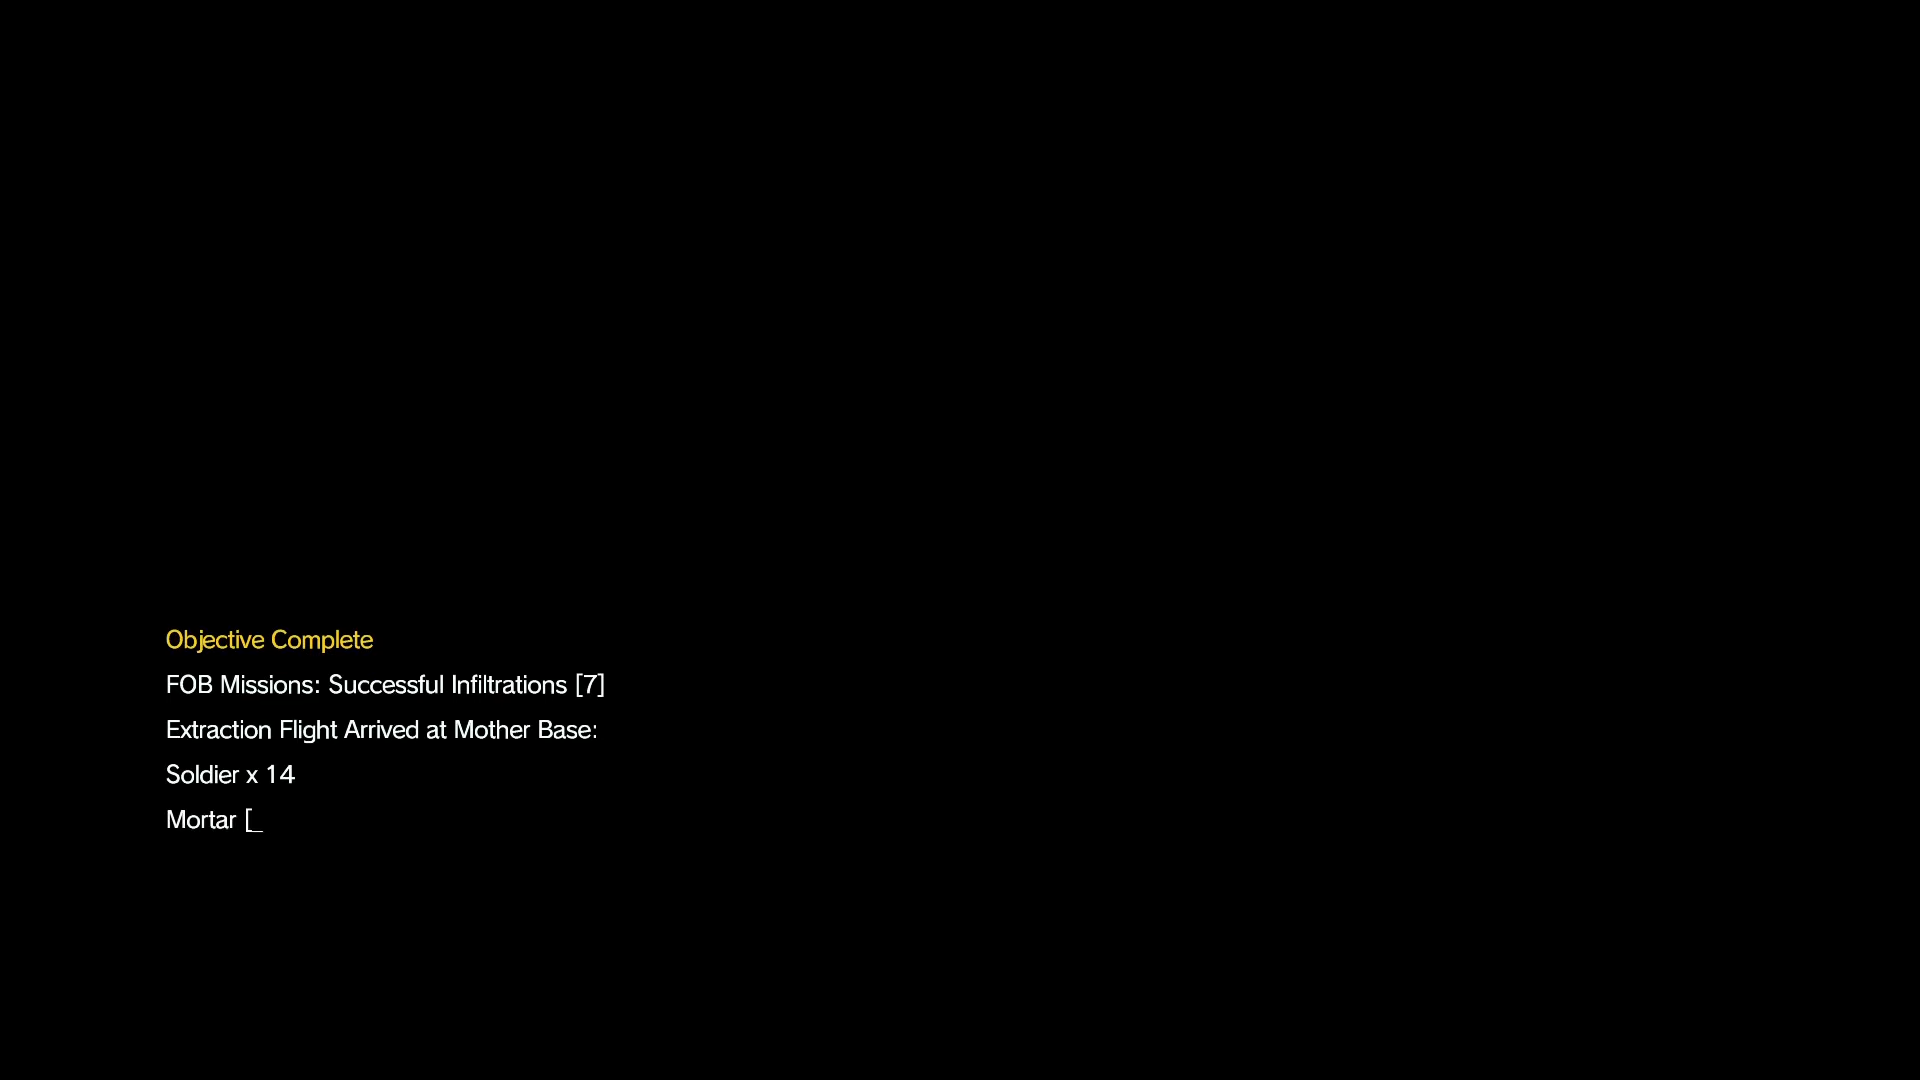 Objective Complete
FOB Missions: Successful Infiltrations [7]
Extraction Flight Arrived at Mother Base:
Soldier x 14
Mortar [_